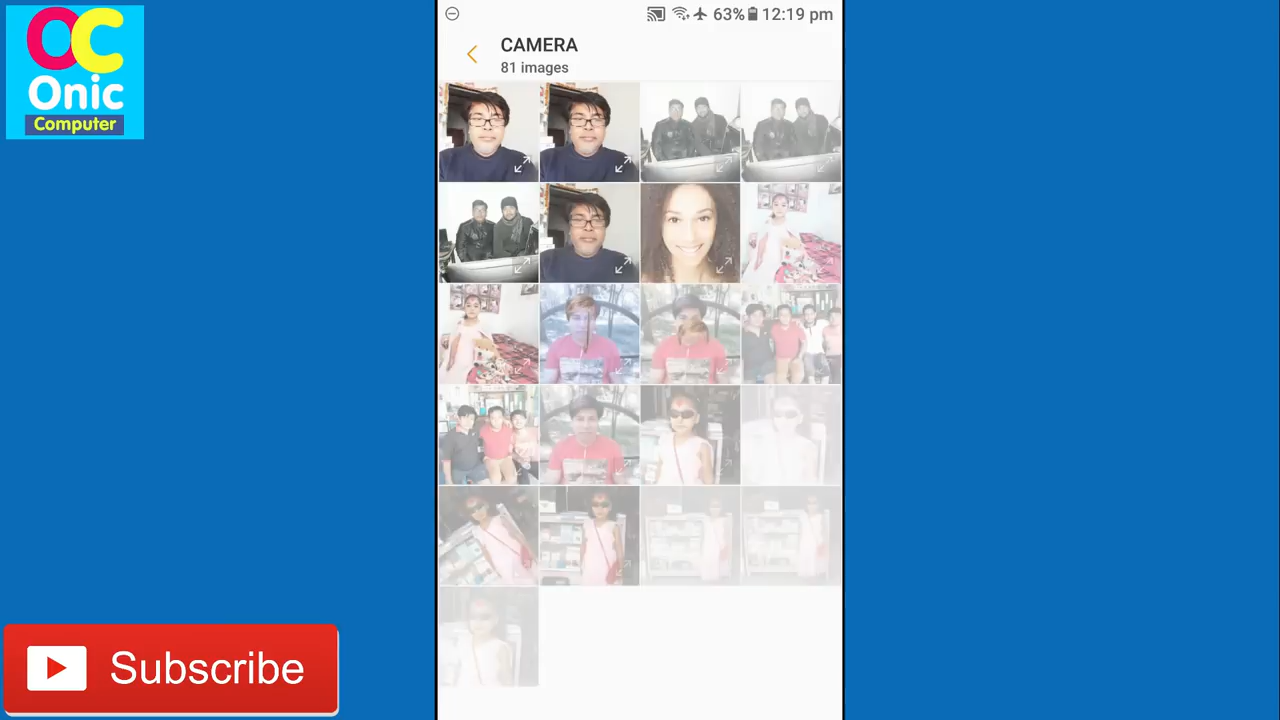 OC
Onic
Computer
63% 12:19 pm
CAMERA
81 images
Subscribe